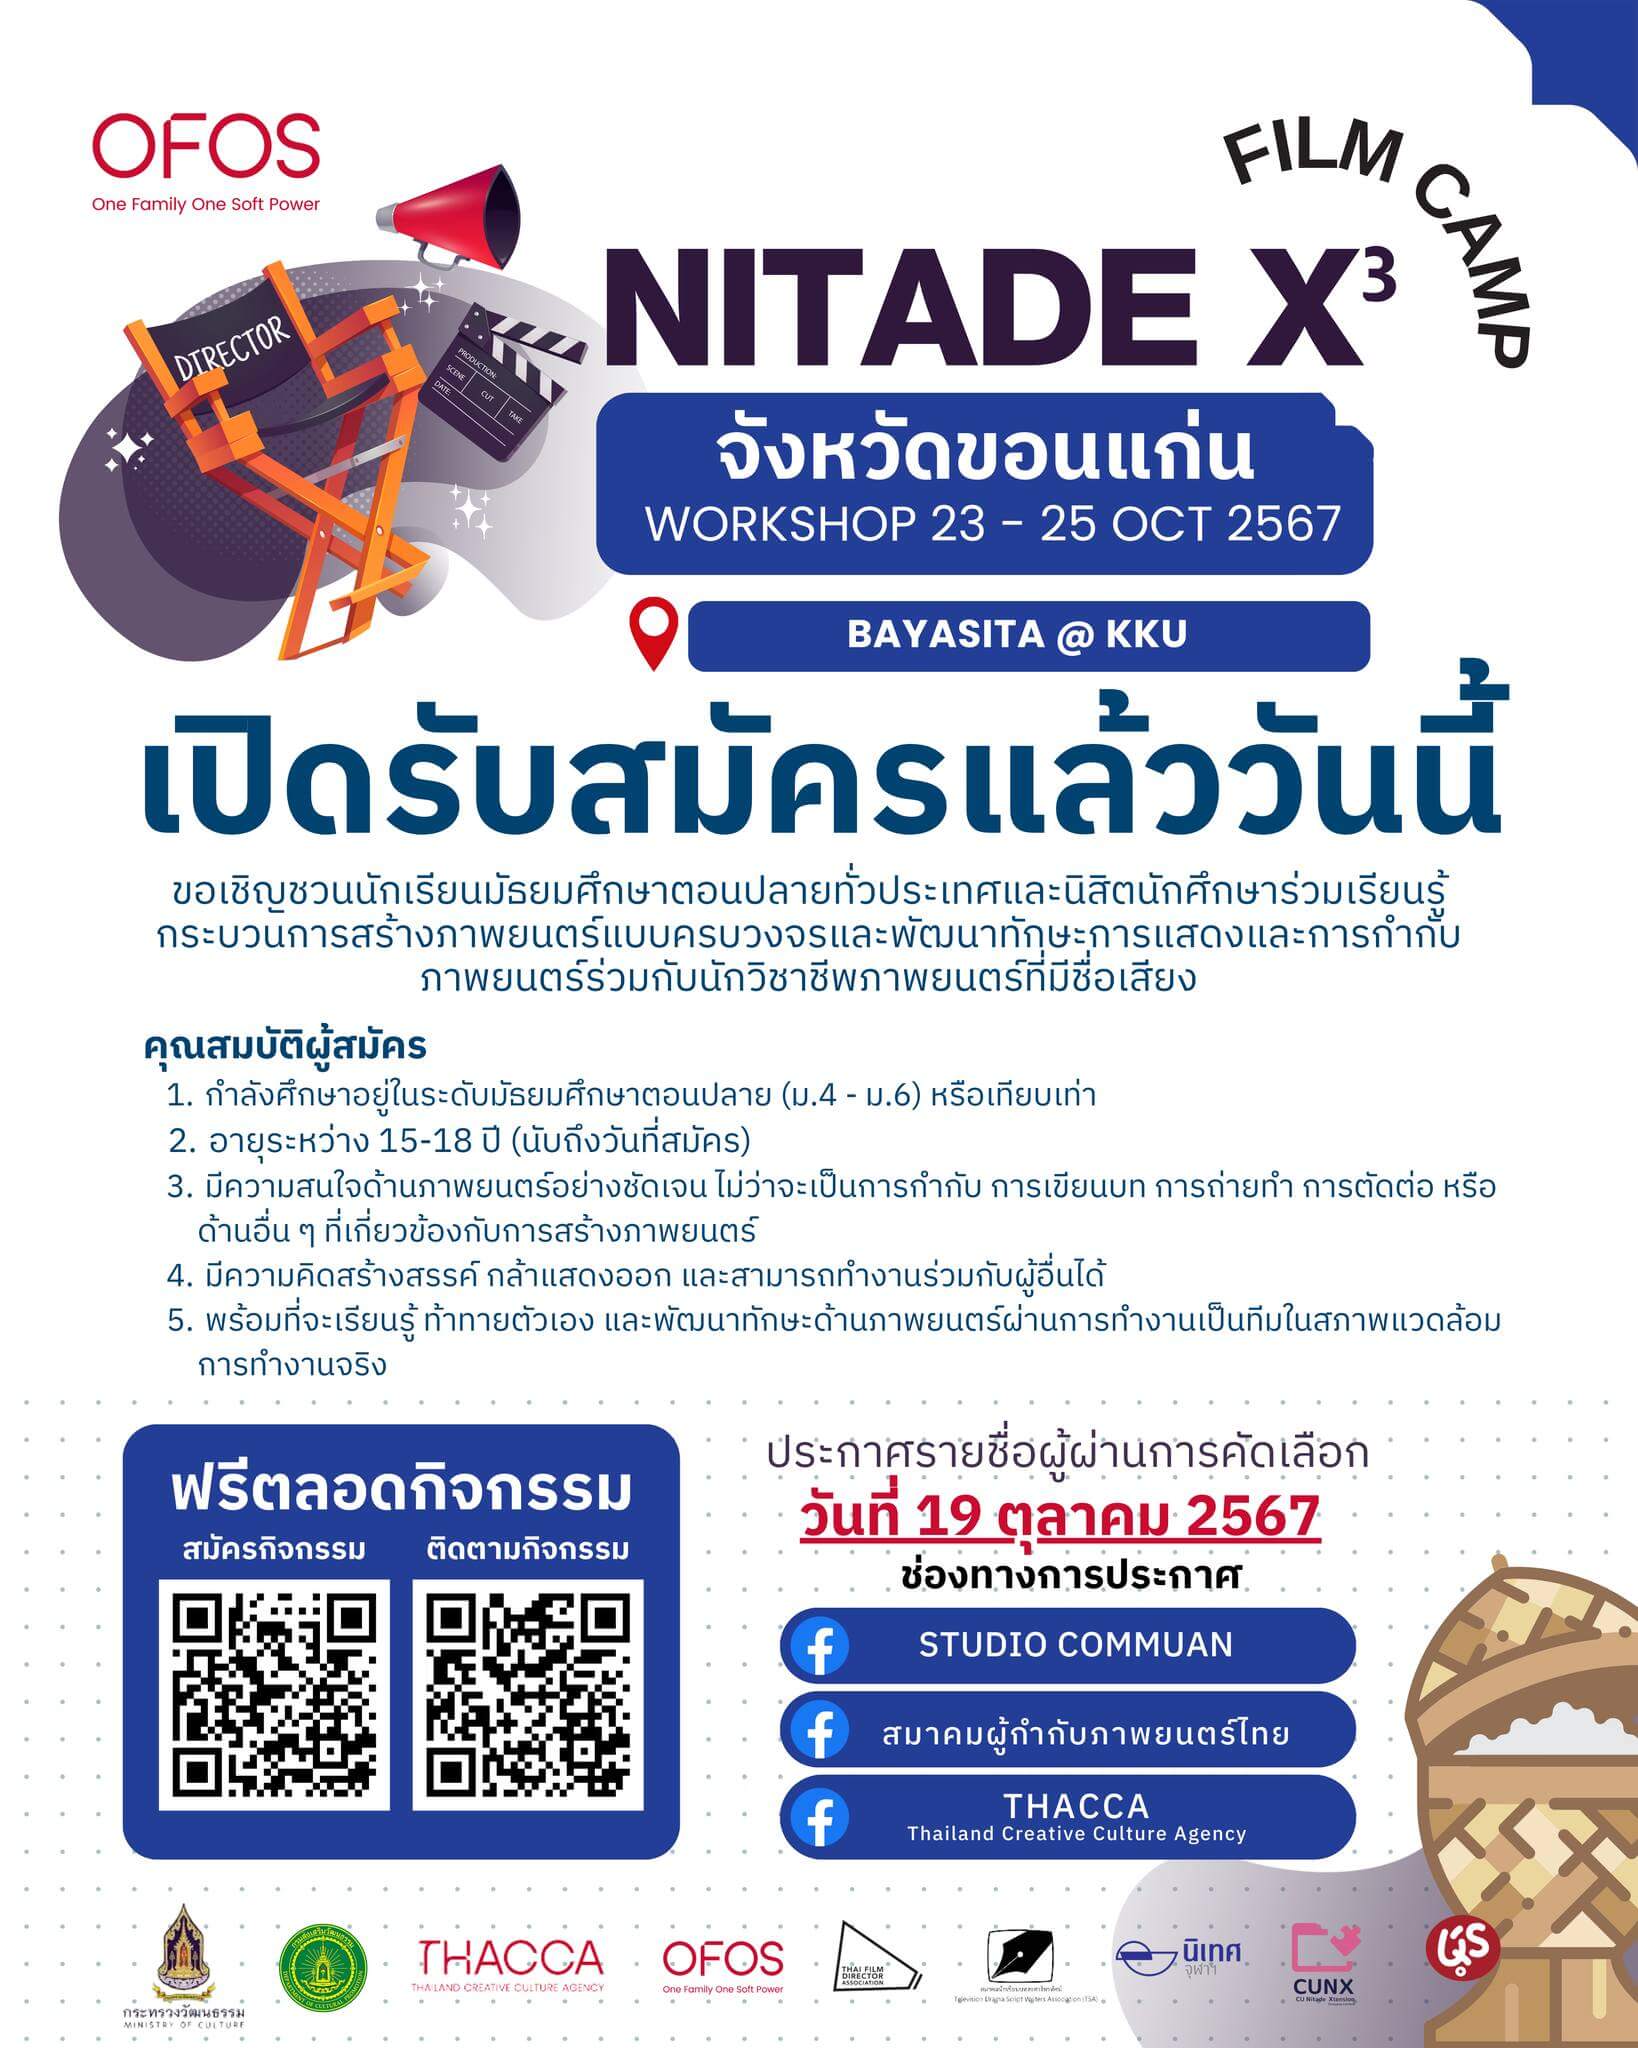 OFOS
One Family One Soft Power
FILM CAMP
DIRECTOR
PRODUCTION:
SCENE
CUT
TAKE
DATE:
NITADE X³
จังหวัดขอนแก่น
WORKSHOP 23 - 25 OCT 2567
BAYASITA @ KKU
เปิดรับสมัครแล้ววันนี้
ขอเชิญชวนนักเรียนมัธยมศึกษาตอนปลายทั่วประเทศและนิสิตนักศึกษาร่วมเรียนรู้
กระบวนการสร้างภาพยนตร์แบบครบวงจรและพัฒนาทักษะการแสดงและการกำกับ
ภาพยนตร์ร่วมกับนักวิชาชีพภาพยนตร์ที่มีชื่อเสียง
คุณสมบัติผู้สมัคร
1. กำลังศึกษาอยู่ในระดับมัธยมศึกษาตอนปลาย (ม.4 - ม.6) หรือเทียบเท่า
2. อายุระหว่าง 15-18 ปี (นับถึงวันที่สมัคร)
3. มีความสนใจด้านภาพยนตร์อย่างชัดเจน ไม่ว่าจะเป็นการกำกับ การเขียนบท การถ่ายทำ การตัดต่อ หรือ
ด้านอื่น ๆ ที่เกี่ยวข้องกับการสร้างภาพยนตร์
4. มีความคิดสร้างสรรค์ กล้าแสดงออก และสามารถทำงานร่วมกับผู้อื่นได้
5. พร้อมที่จะเรียนรู้ ท้าทายตัวเอง และพัฒนาทักษะด้านภาพยนตร์ผ่านการทำงานเป็นทีมในสภาพแวดล้อม
การทำงานจริง
ฟรีตลอดกิจกรรม
สมัครกิจกรรม
ติดตามกิจกรรม
ประกาศรายชื่อผู้ผ่านการคัดเลือก
วันที่ 19 ตุลาคม 2567
ช่องทางการประกาศ
STUDIO COMMUAN
สมาคมผู้กำกับภาพยนตร์ไทย
THACCA
Thailand Creative Culture Agency
กระทรวงวัฒนธรรม
MINISTRY OF CULTURE
กรมส่งเสริมวัฒนธรรม
DEPARTMENT OF CULTURAL PROMOTION
THACCA
THAILAND CREATIVE CULTURE AGENCY
OFOS
One Family One Soft Power
THAI FILM
DIRECTOR
ASSOCIATION
Television Drama Script Writers Association (TSA)
นิเทศ
จุฬาฯ
CUNX
CU Nitade Xtension